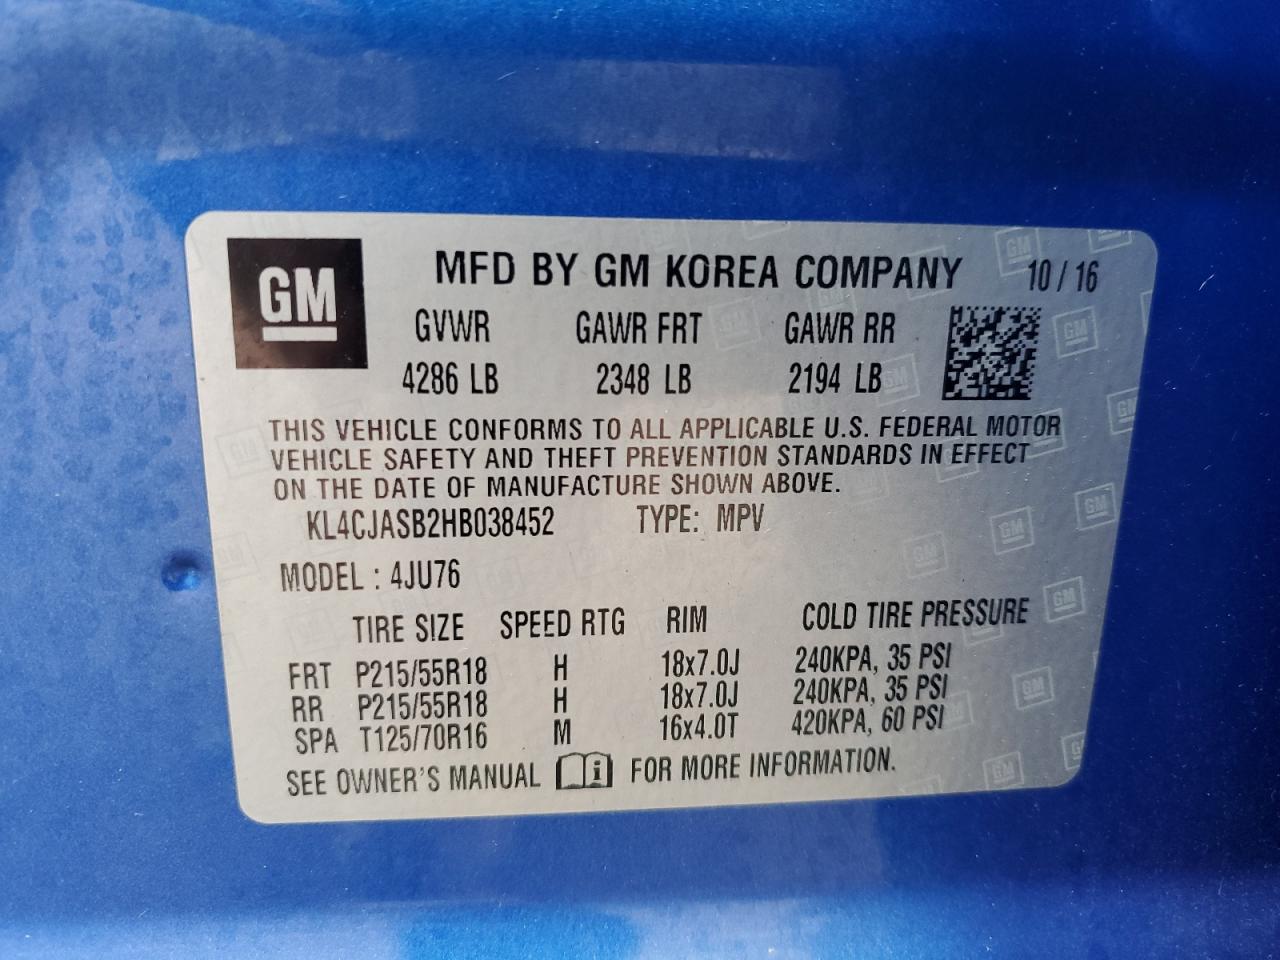 GM MFD BY GM KOREA COMPANY 10/16
GVWR GAWR FRT GAWR RR
4286 LB 2348 LB 2194 LB
THIS VEHICLE CONFORMS TO ALL APPLICABLE U.S. FEDERAL MOTOR
VEHICLE SAFETY AND THEFT PREVENTION STANDARDS IN EFFECT
ON THE DATE OF MANUFACTURE SHOWN ABOVE.
KL4CJASB2HB038452 TYPE: MPV
MODEL : 4JU76
TIRE SIZE SPEED RTG RIM COLD TIRE PRESSURE
FRT P215/55R18 H 18x7.0J 240KPA, 35 PSI
RR P215/55R18 H 18x7.0J 240KPA, 35 PSI
SPA T125/70R16 M 16x4.0T 420KPA, 60 PSI
SEE OWNER'S MANUAL i FOR MORE INFORMATION.